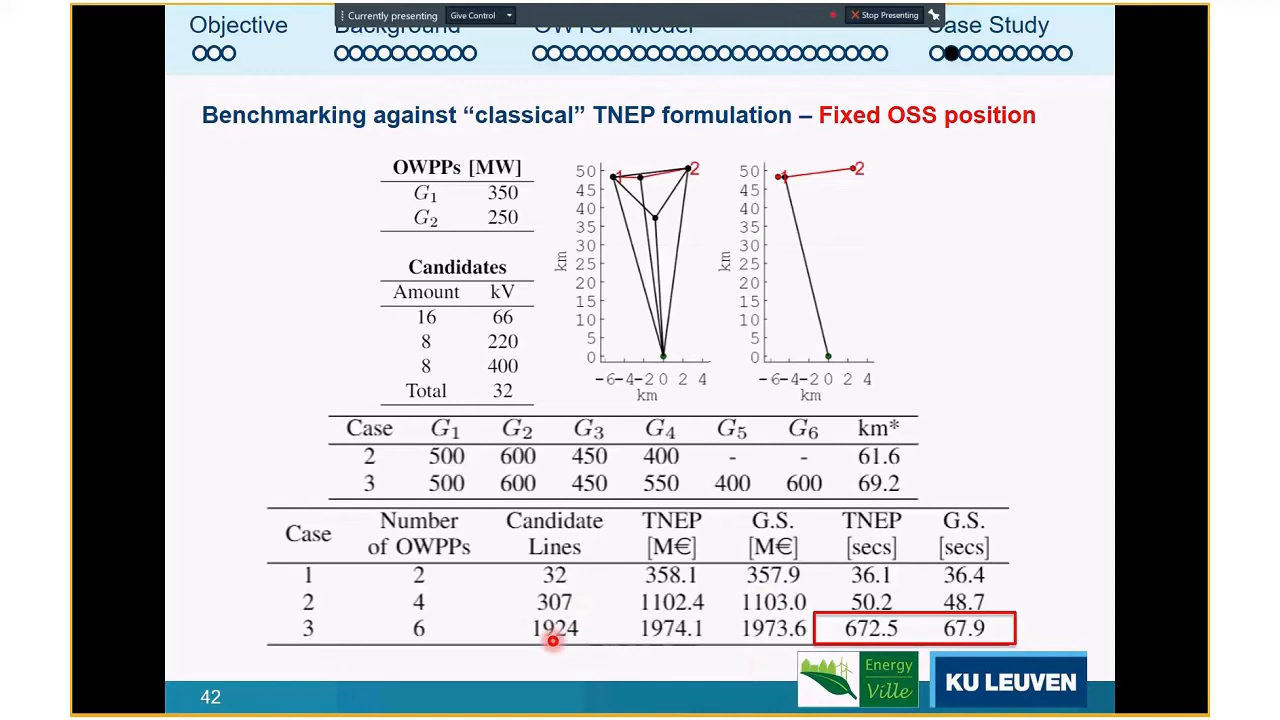 Currently presenting Give Control Stop Presenting
Objective Background OWTOP Model Case Study
Benchmarking against “classical” TNEP formulation – Fixed OSS position
OWPPs [MW]
G1 350
G2 250
Candidates
Amount kV
16 66
8 220
8 400
Total 32
50
45
40
35
30
25
20
15
10
5
0
km
-6-4-2 0 2 4
km
1
2
50
45
40
35
30
25
20
15
10
5
0
km
-6-4-2 0 2 4
km
1
2
Case G1 G2 G3 G4 G5 G6 km*
2 500 600 450 400 - - 61.6
3 500 600 450 550 400 600 69.2
Case Number of OWPPs Candidate Lines TNEP [M€] G.S. [M€] TNEP [secs] G.S. [secs]
1 2 32 358.1 357.9 36.1 36.4
2 4 307 1102.4 1103.0 50.2 48.7
3 6 1924 1974.1 1973.6 672.5 67.9
42
Energy
Ville
KU LEUVEN